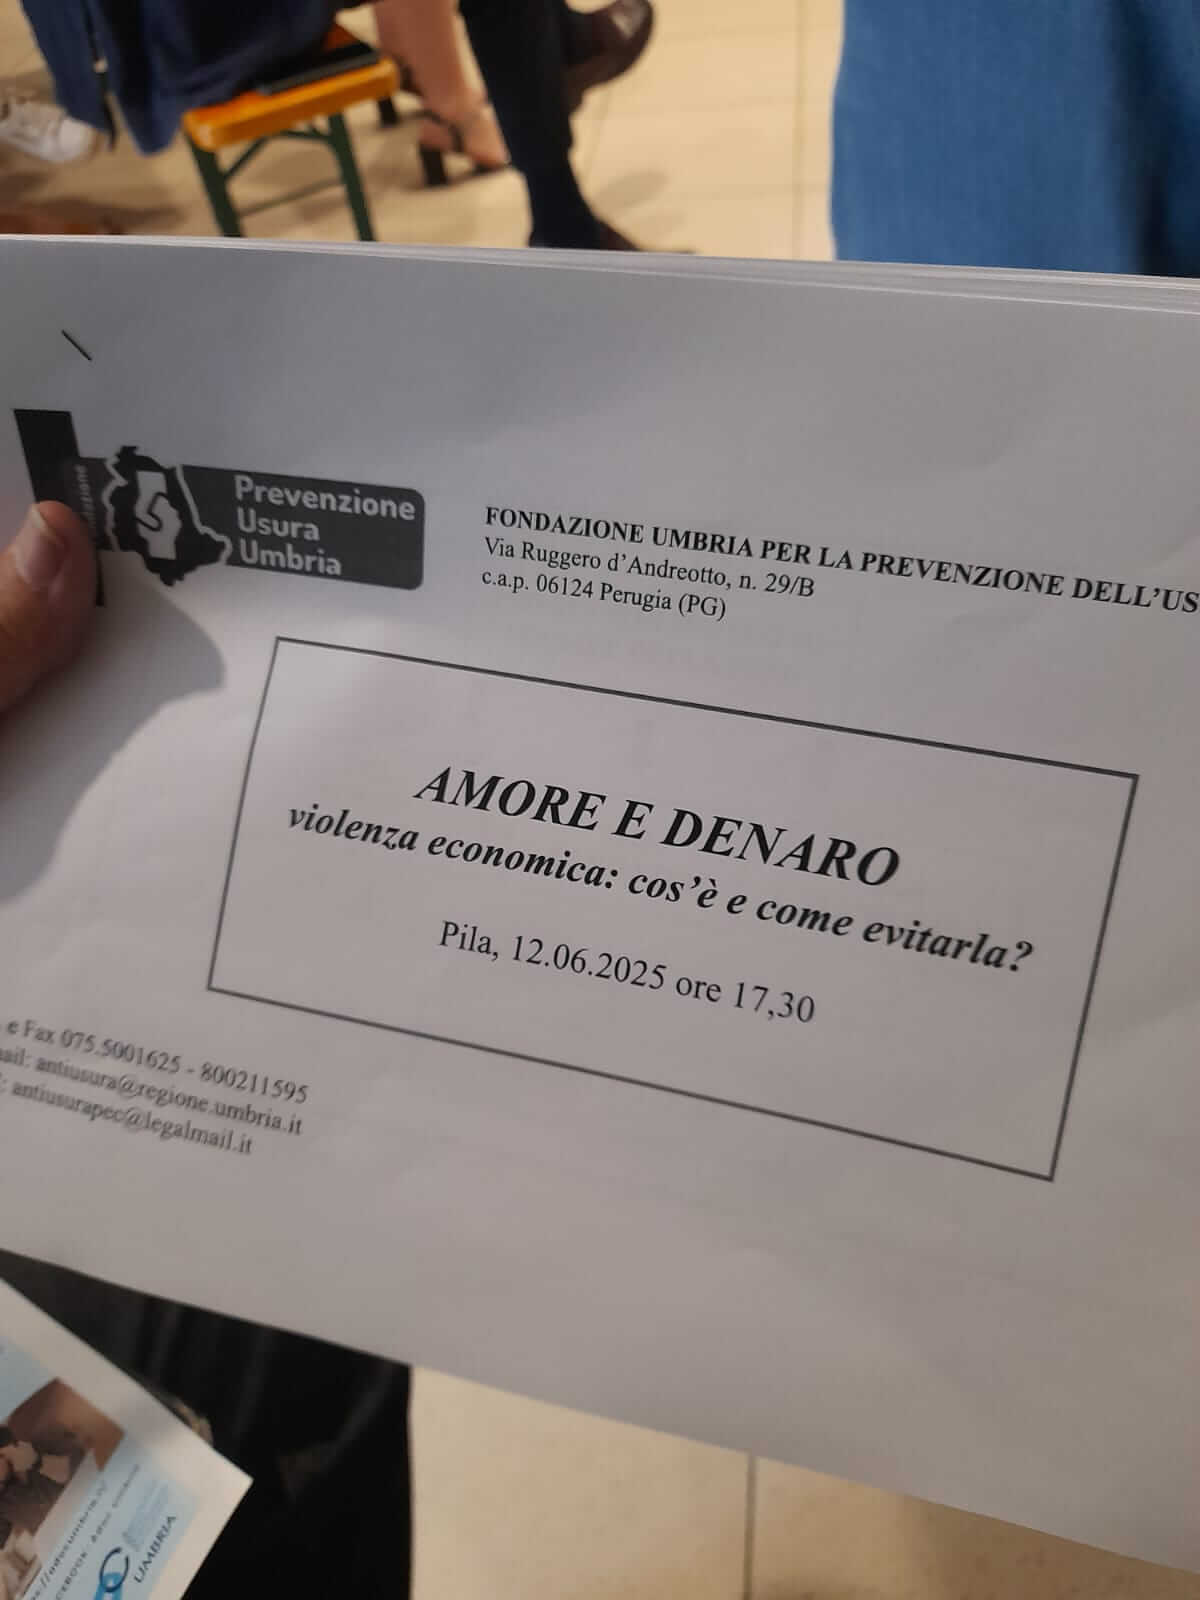 Prevenzione
Usura
Umbria
FONDAZIONE UMBRIA PER LA PREVENZIONE DELL'US
Via Ruggero d'Andreotto, n. 29/B
c.a.p. 06124 Perugia (PG)
AMORE E DENARO
violenza economica: cos'è e come evitarla?
Pila, 12.06.2025 ore 17,30
e Fax 075.5001625 - 800211595
ail: antiusura@regione.umbria.it
: antiusurapec@legalmail.it
UMBRIA